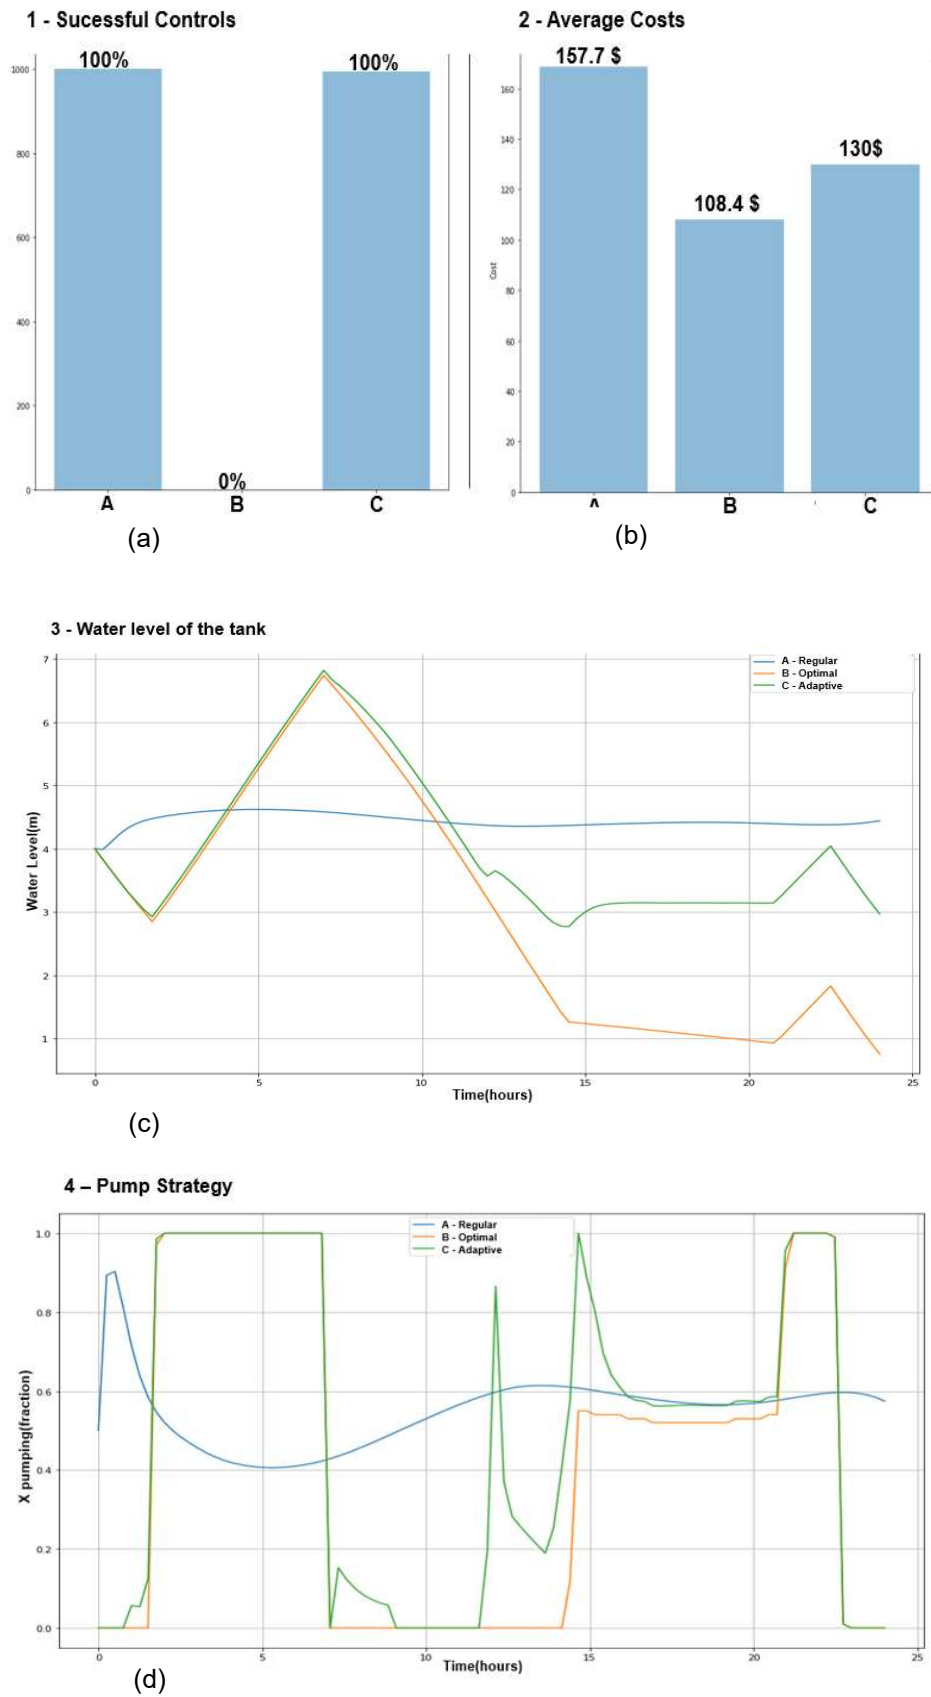 1 - Sucessful Controls
100%
100%
1000
800
600
400
200
0
0%
A
B
C
(a)
2 - Average Costs
157.7 $
130$
108.4 $
160
140
120
100
80
60
40
20
0
Cost
B
C
(b)
3 - Water level of the tank
A - Regular
B - Optimal
C - Adaptive
7
6
5
4
3
2
1
Water Level(m)
0
5
10
15
20
25
Time(hours)
(c)
4 – Pump Strategy
A - Regular
B - Optimal
C - Adaptive
1.0
0.8
0.6
0.4
0.2
0.0
X pumping(fraction)
0
5
10
15
20
25
Time(hours)
(d)